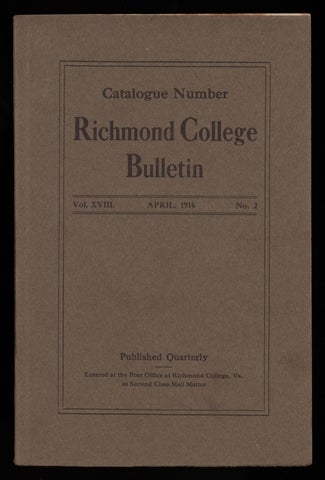 Catalogue Number
Richmond College
Bulletin
Vol. XVIII. APRIL, 1916 No. 2
Published Quarterly
Entered at the Post Office at Richmond College, Va.
as Second Class Mail Matter